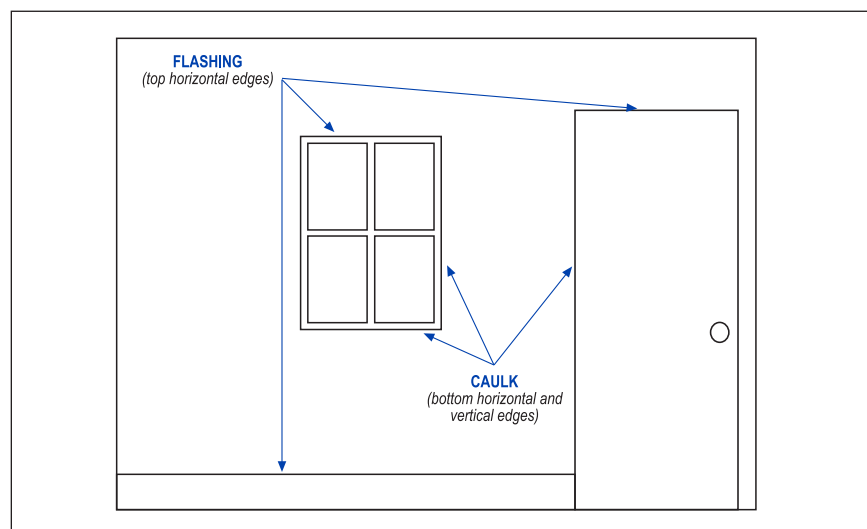 FLASHING
(top horizontal edges)
CAULK
(bottom horizontal and
vertical edges)